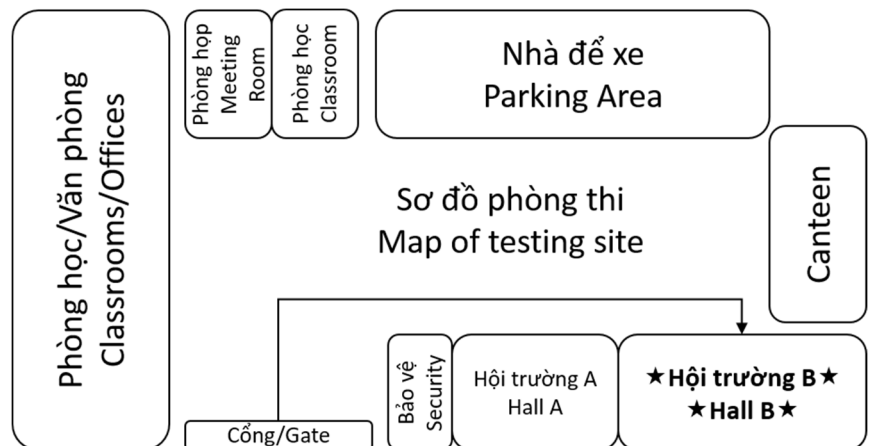 Phòng học/Văn phòng
Classrooms/Offices
Phòng họp
Meeting
Room
Phòng học
Classroom
Nhà để xe
Parking Area
Canteen
Sơ đồ phòng thi
Map of testing site
Cổng/Gate
Bảo vệ
Security
Hội trường A
Hall A
★Hội trường B★
★Hall B★